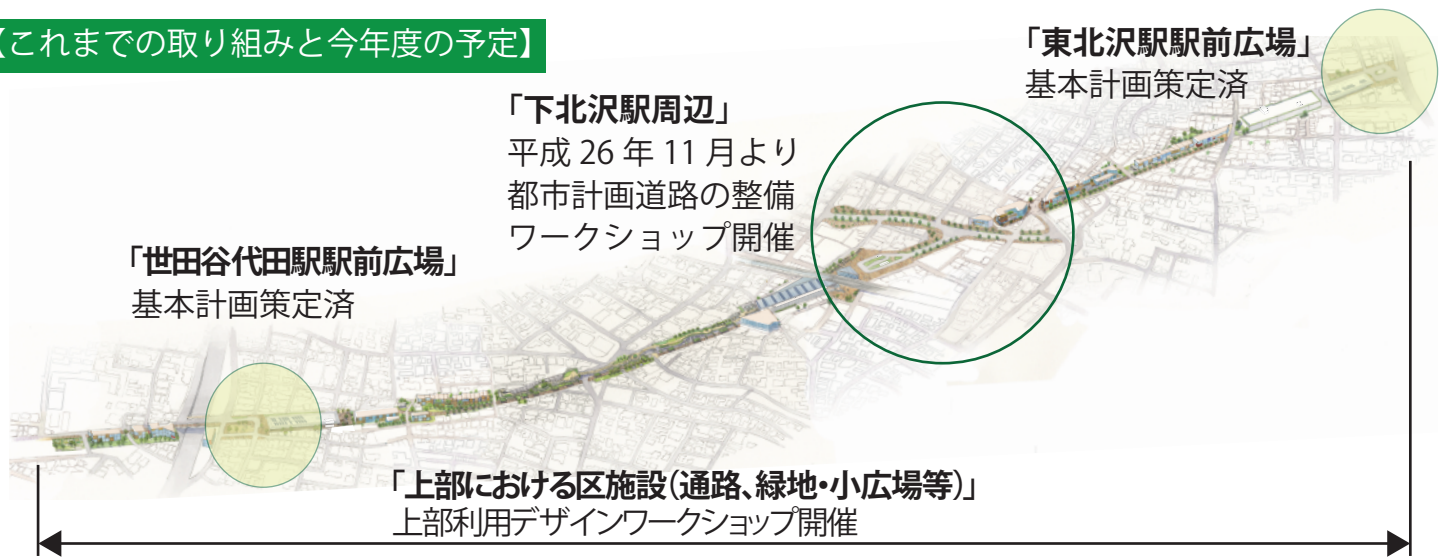 【これまでの取り組みと今年度の予定】
「東北沢駅駅前広場」
基本計画策定済
「下北沢駅周辺」
平成 26 年 11 月より
都市計画道路の整備
ワークショップ開催
「世田谷代田駅駅前広場」
基本計画策定済
「上部における区施設（通路、緑地・小広場等）」
上部利用デザインワークショップ開催